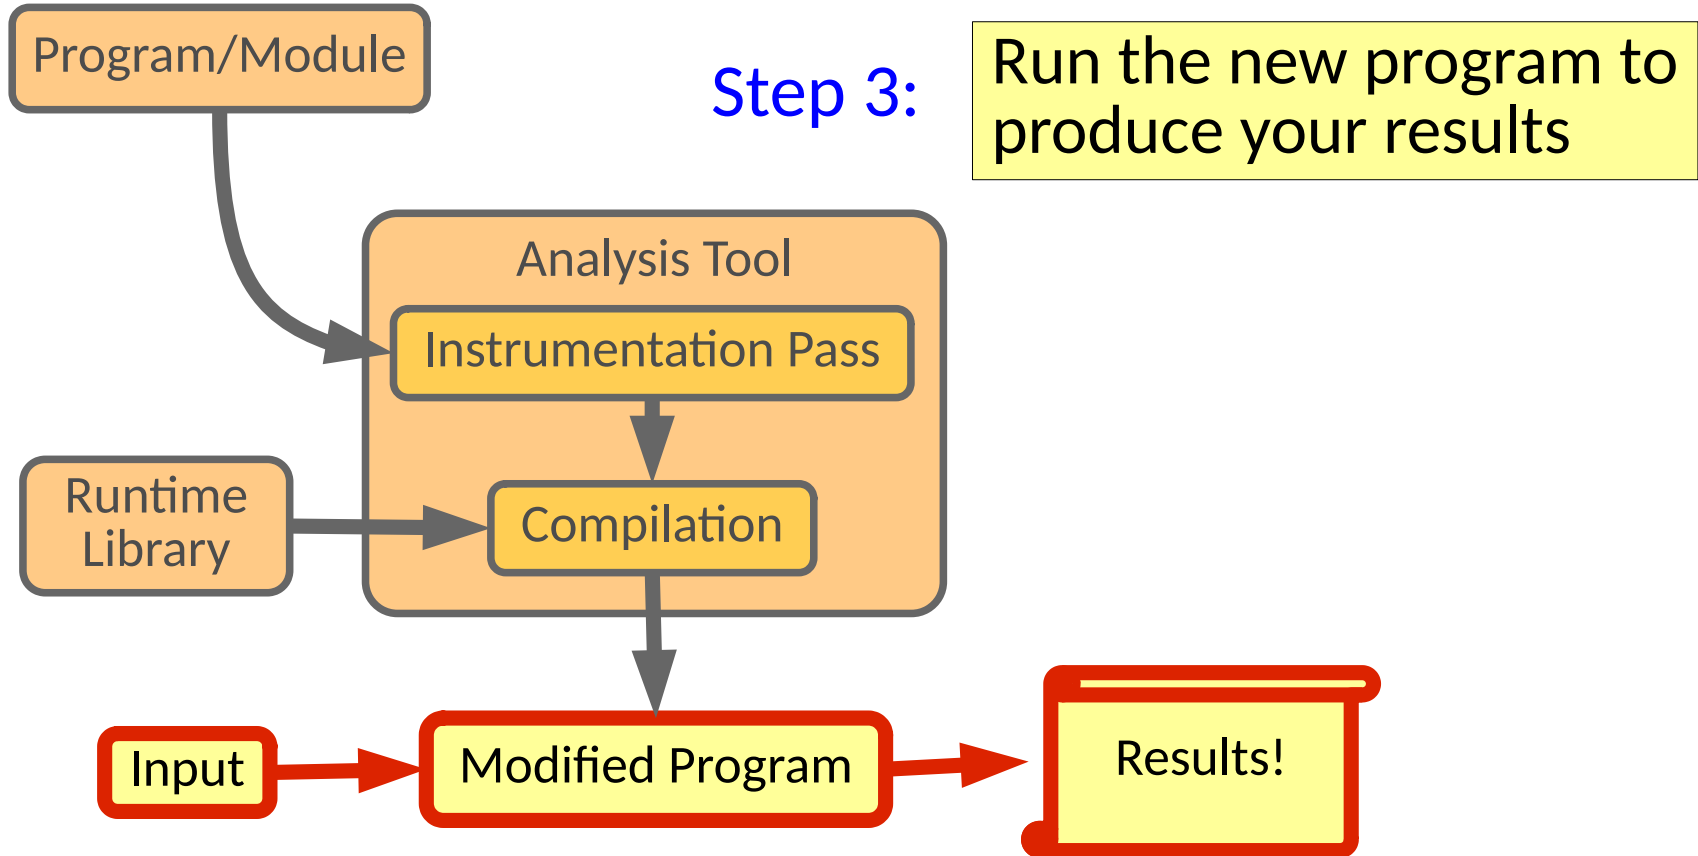 Program/Module
Step 3:
Run the new program to
produce your results
Analysis Tool
Instrumentation Pass
Runtime
Library
Compilation
Input
Modified Program
Results!